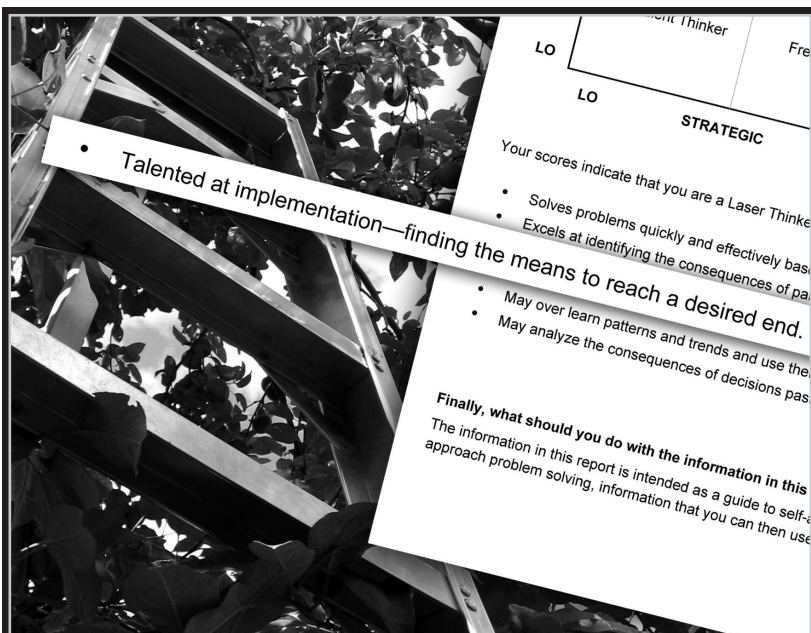 Thinker
Fre
LO
LO
STRATEGIC
Your scores indicate that you are a Laser Thinke
• Solves problems quickly and effectively bas
• Excels at identifying the consequences of pa
• Talented at implementation—finding the means to reach a desired end.
• May over learn patterns and trends and use the
• May analyze the consequences of decisions pas
Finally, what should you do with the information in this
The information in this report is intended as a guide to self-a
approach problem solving, information that you can then use